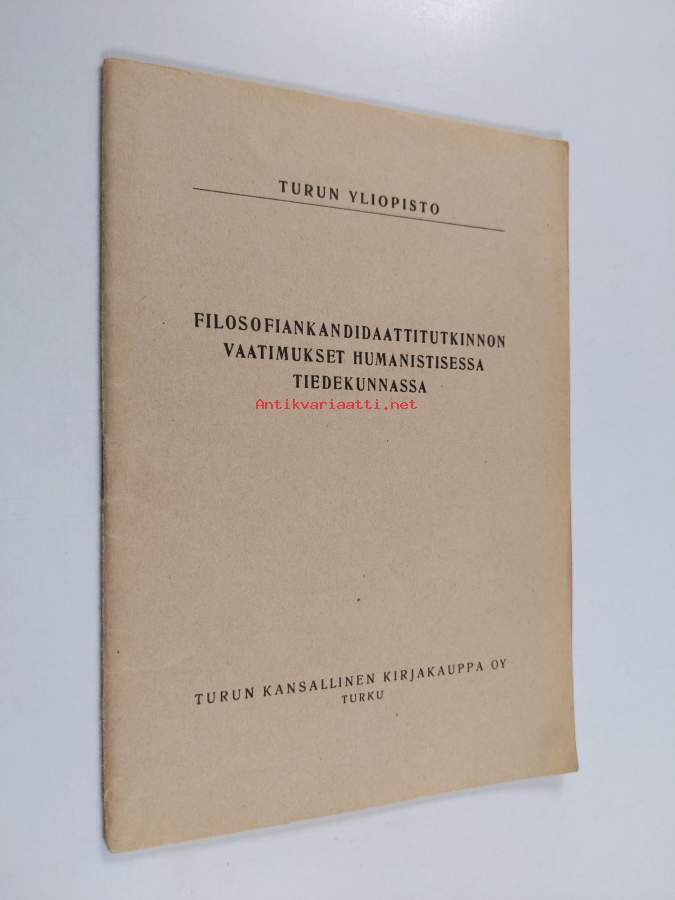 TURUN YLIOPISTO
FILOSOFIANKANDIDAATTITUTKINNON
VAATIMUKSET HUMANISTISESSA
TIEDEKUNNASSA
Antikvariaatti.net
TURUN KANSALLINEN KIRJAKAUPPA OY
TURKU